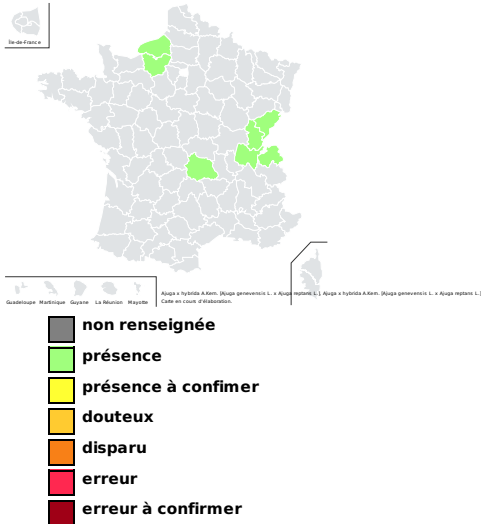 Île-de-France
Guadeloupe Martinique Guyane La Réunion Mayotte
Ajuga x hybrida A.Kern. [Ajuga genevensis L. x Ajuga reptans L.], Ajuga x hybrida A.Kern. [Ajuga genevensis L. x Ajuga reptans L.]
Carte en cours d'élaboration.
non renseignée
présence
présence à confimer
douteux
disparu
erreur
erreur à confirmer